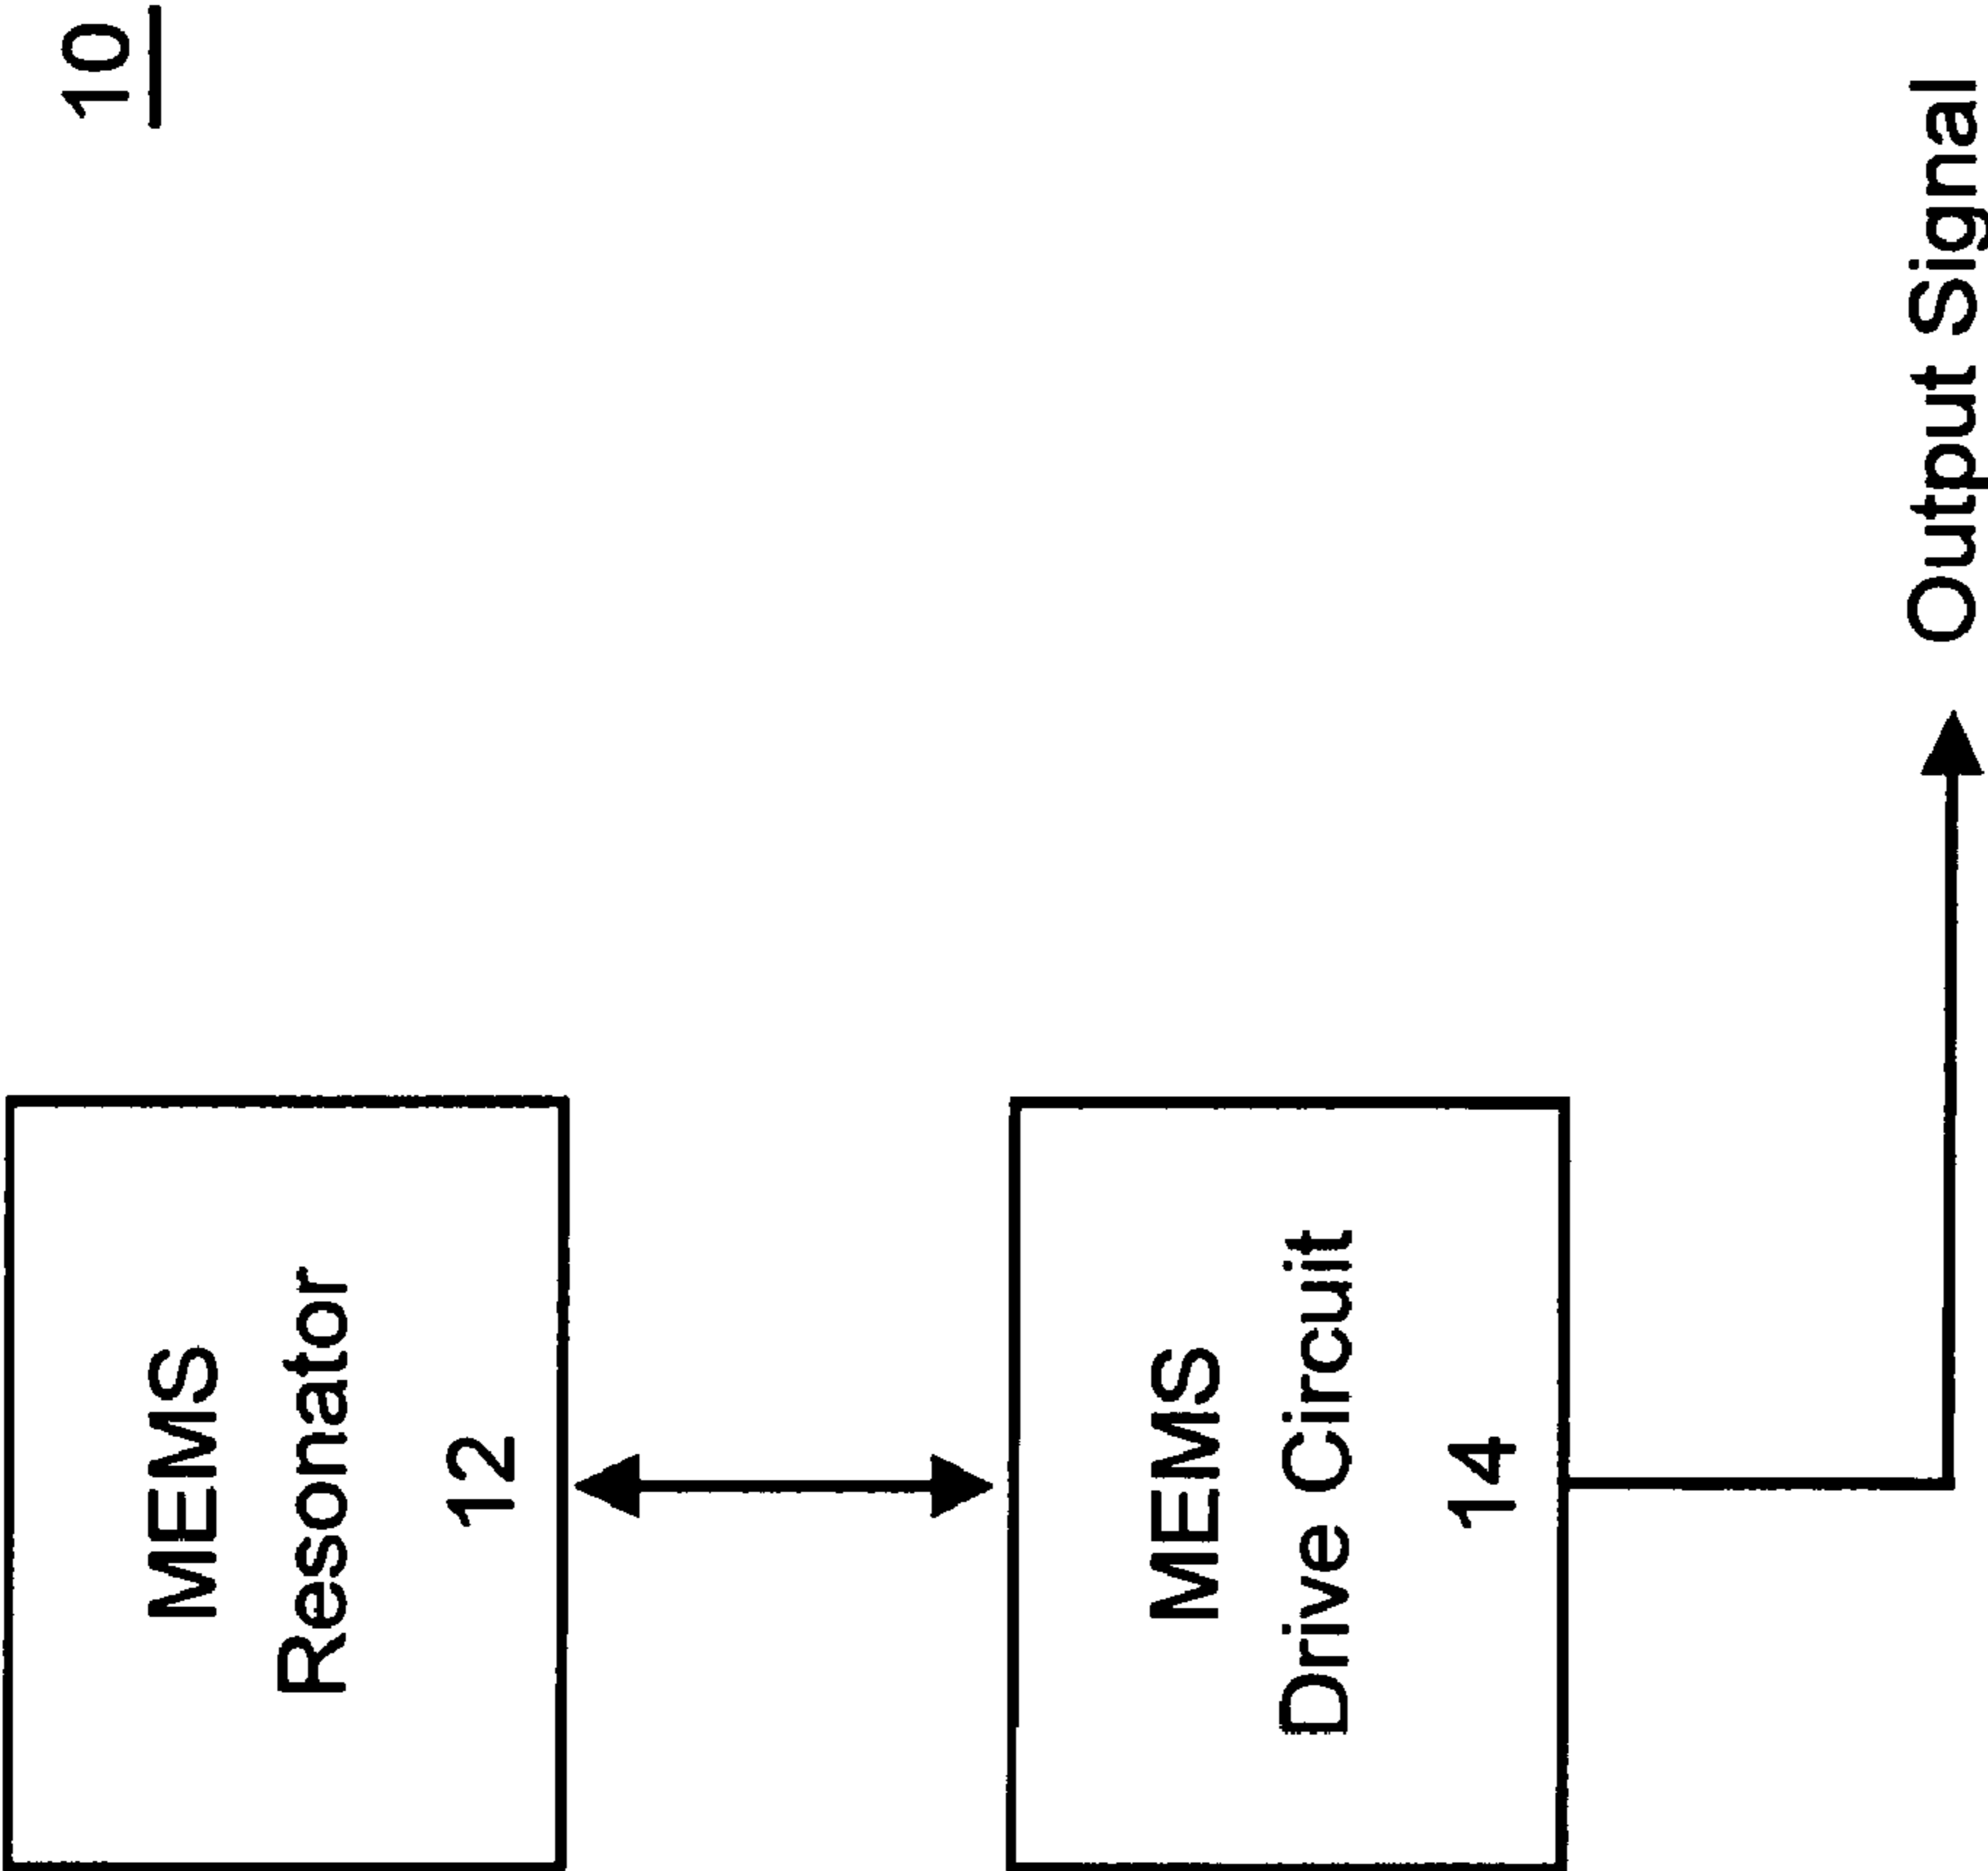 10
MEMS
Resonator
12
MEMS
Drive Circuit
14
Output Signal